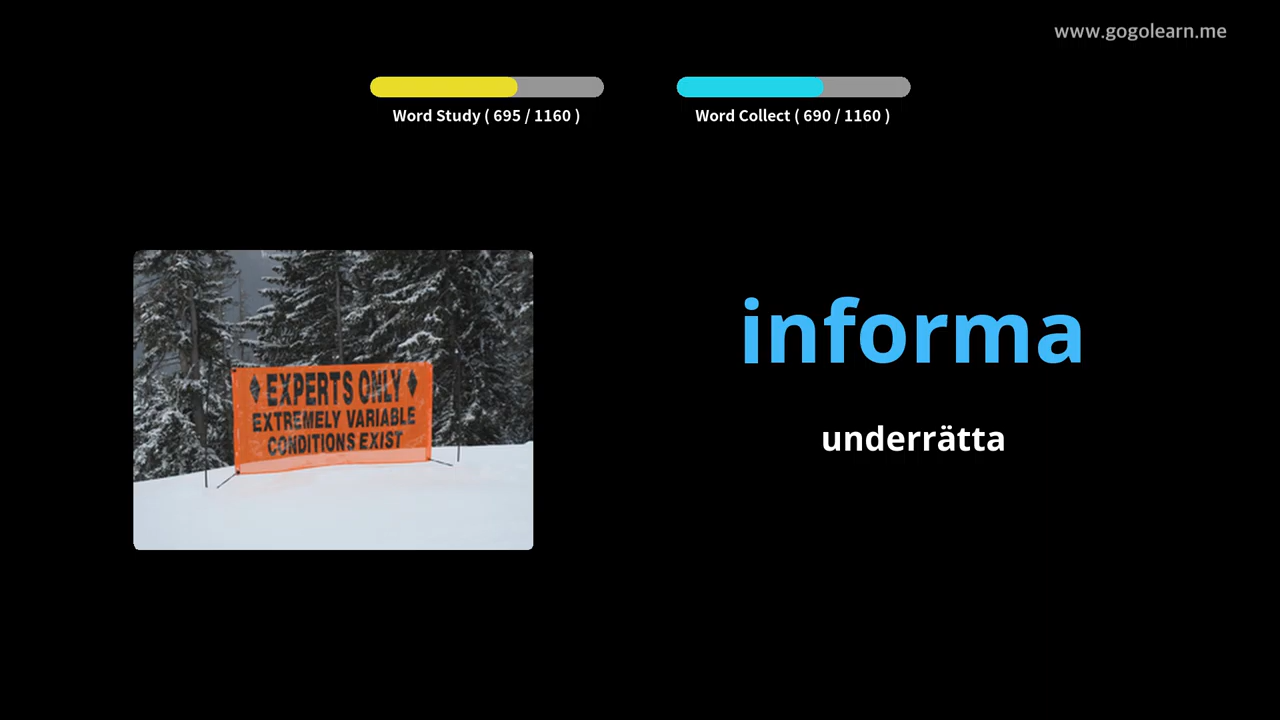 www.gogolearn.me
Word Study ( 695 / 1160 )
Word Collect ( 690 / 1160 )
EXPERTS ONLY
EXTREMELY VARIABLE
CONDITIONS EXIST
informa
underrätta